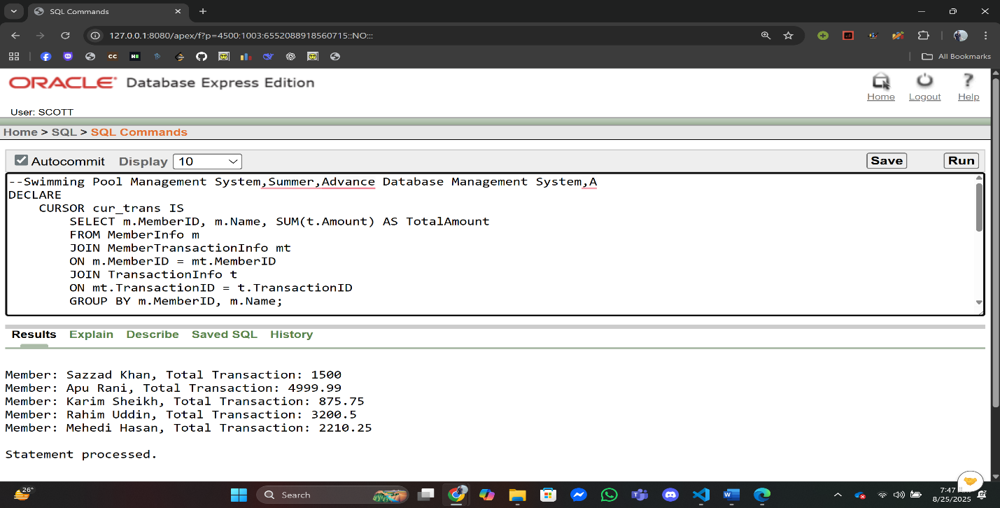 SQL Commands
127.0.0.1:8080/apex/f?p=4500:1003:6552088918560715::NO:::
CC
All Bookmarks
ORACLE Database Express Edition
Home Logout Help
User: SCOTT
Home > SQL > SQL Commands
Autocommit Display 10 Save Run
--Swimming Pool Management System,Summer,Advance Database Management System,A
DECLARE
CURSOR cur_trans IS
SELECT m.MemberID, m.Name, SUM(t.Amount) AS TotalAmount
FROM MemberInfo m
JOIN MemberTransactionInfo mt
ON m.MemberID = mt.MemberID
JOIN TransactionInfo t
ON mt.TransactionID = t.TransactionID
GROUP BY m.MemberID, m.Name;
Results Explain Describe Saved SQL History
Member: Sazzad Khan, Total Transaction: 1500
Member: Apu Rani, Total Transaction: 4999.99
Member: Karim Sheikh, Total Transaction: 875.75
Member: Rahim Uddin, Total Transaction: 3200.5
Member: Mehedi Hasan, Total Transaction: 2210.25
Statement processed.
26°
Search
7:47
8/25/2025